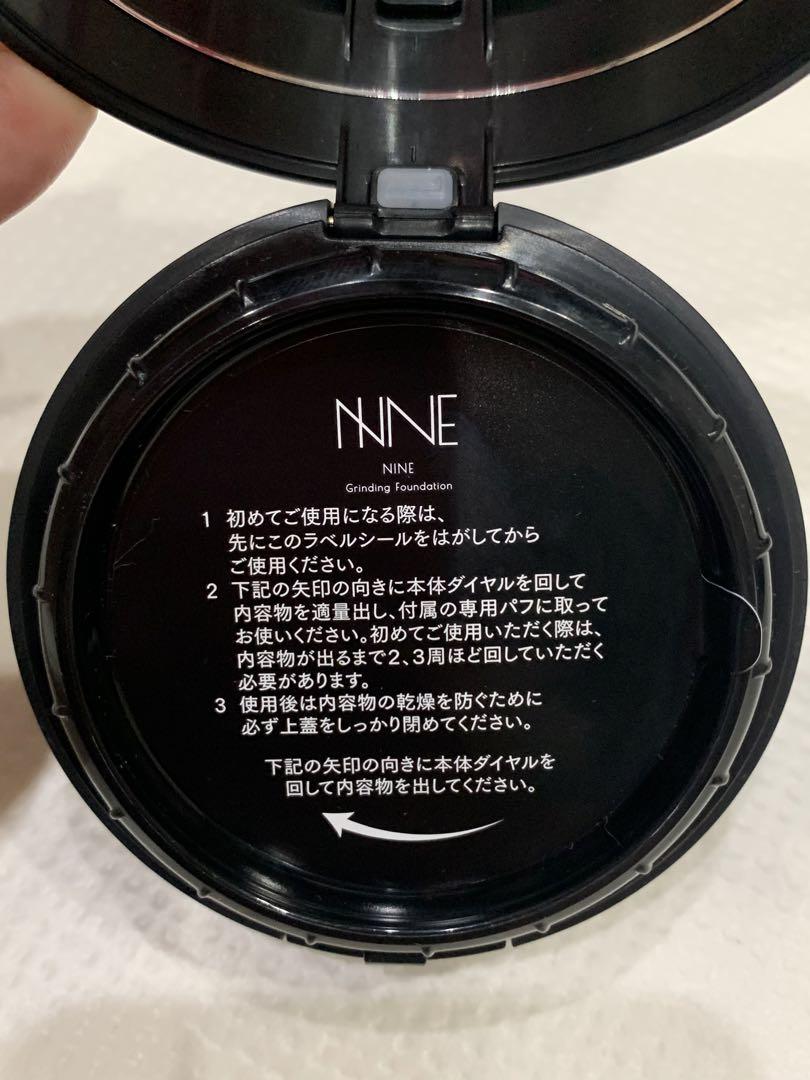 NINE
NINE
Grinding Foundation
1 初めてご使用になる際は、
先にこのラベルシールをはがしてから
ご使用ください。
2 下記の矢印の向きに本体ダイヤルを回して
内容物を適量出し、付属の専用パフに取って
お使いください。初めてご使用いただく際は、
内容物が出るまで2、3周ほど回していただく
必要があります。
3 使用後は内容物の乾燥を防ぐために
必ず上蓋をしっかり閉めてください。
下記の矢印の向きに本体ダイヤルを
回して内容物を出してください。